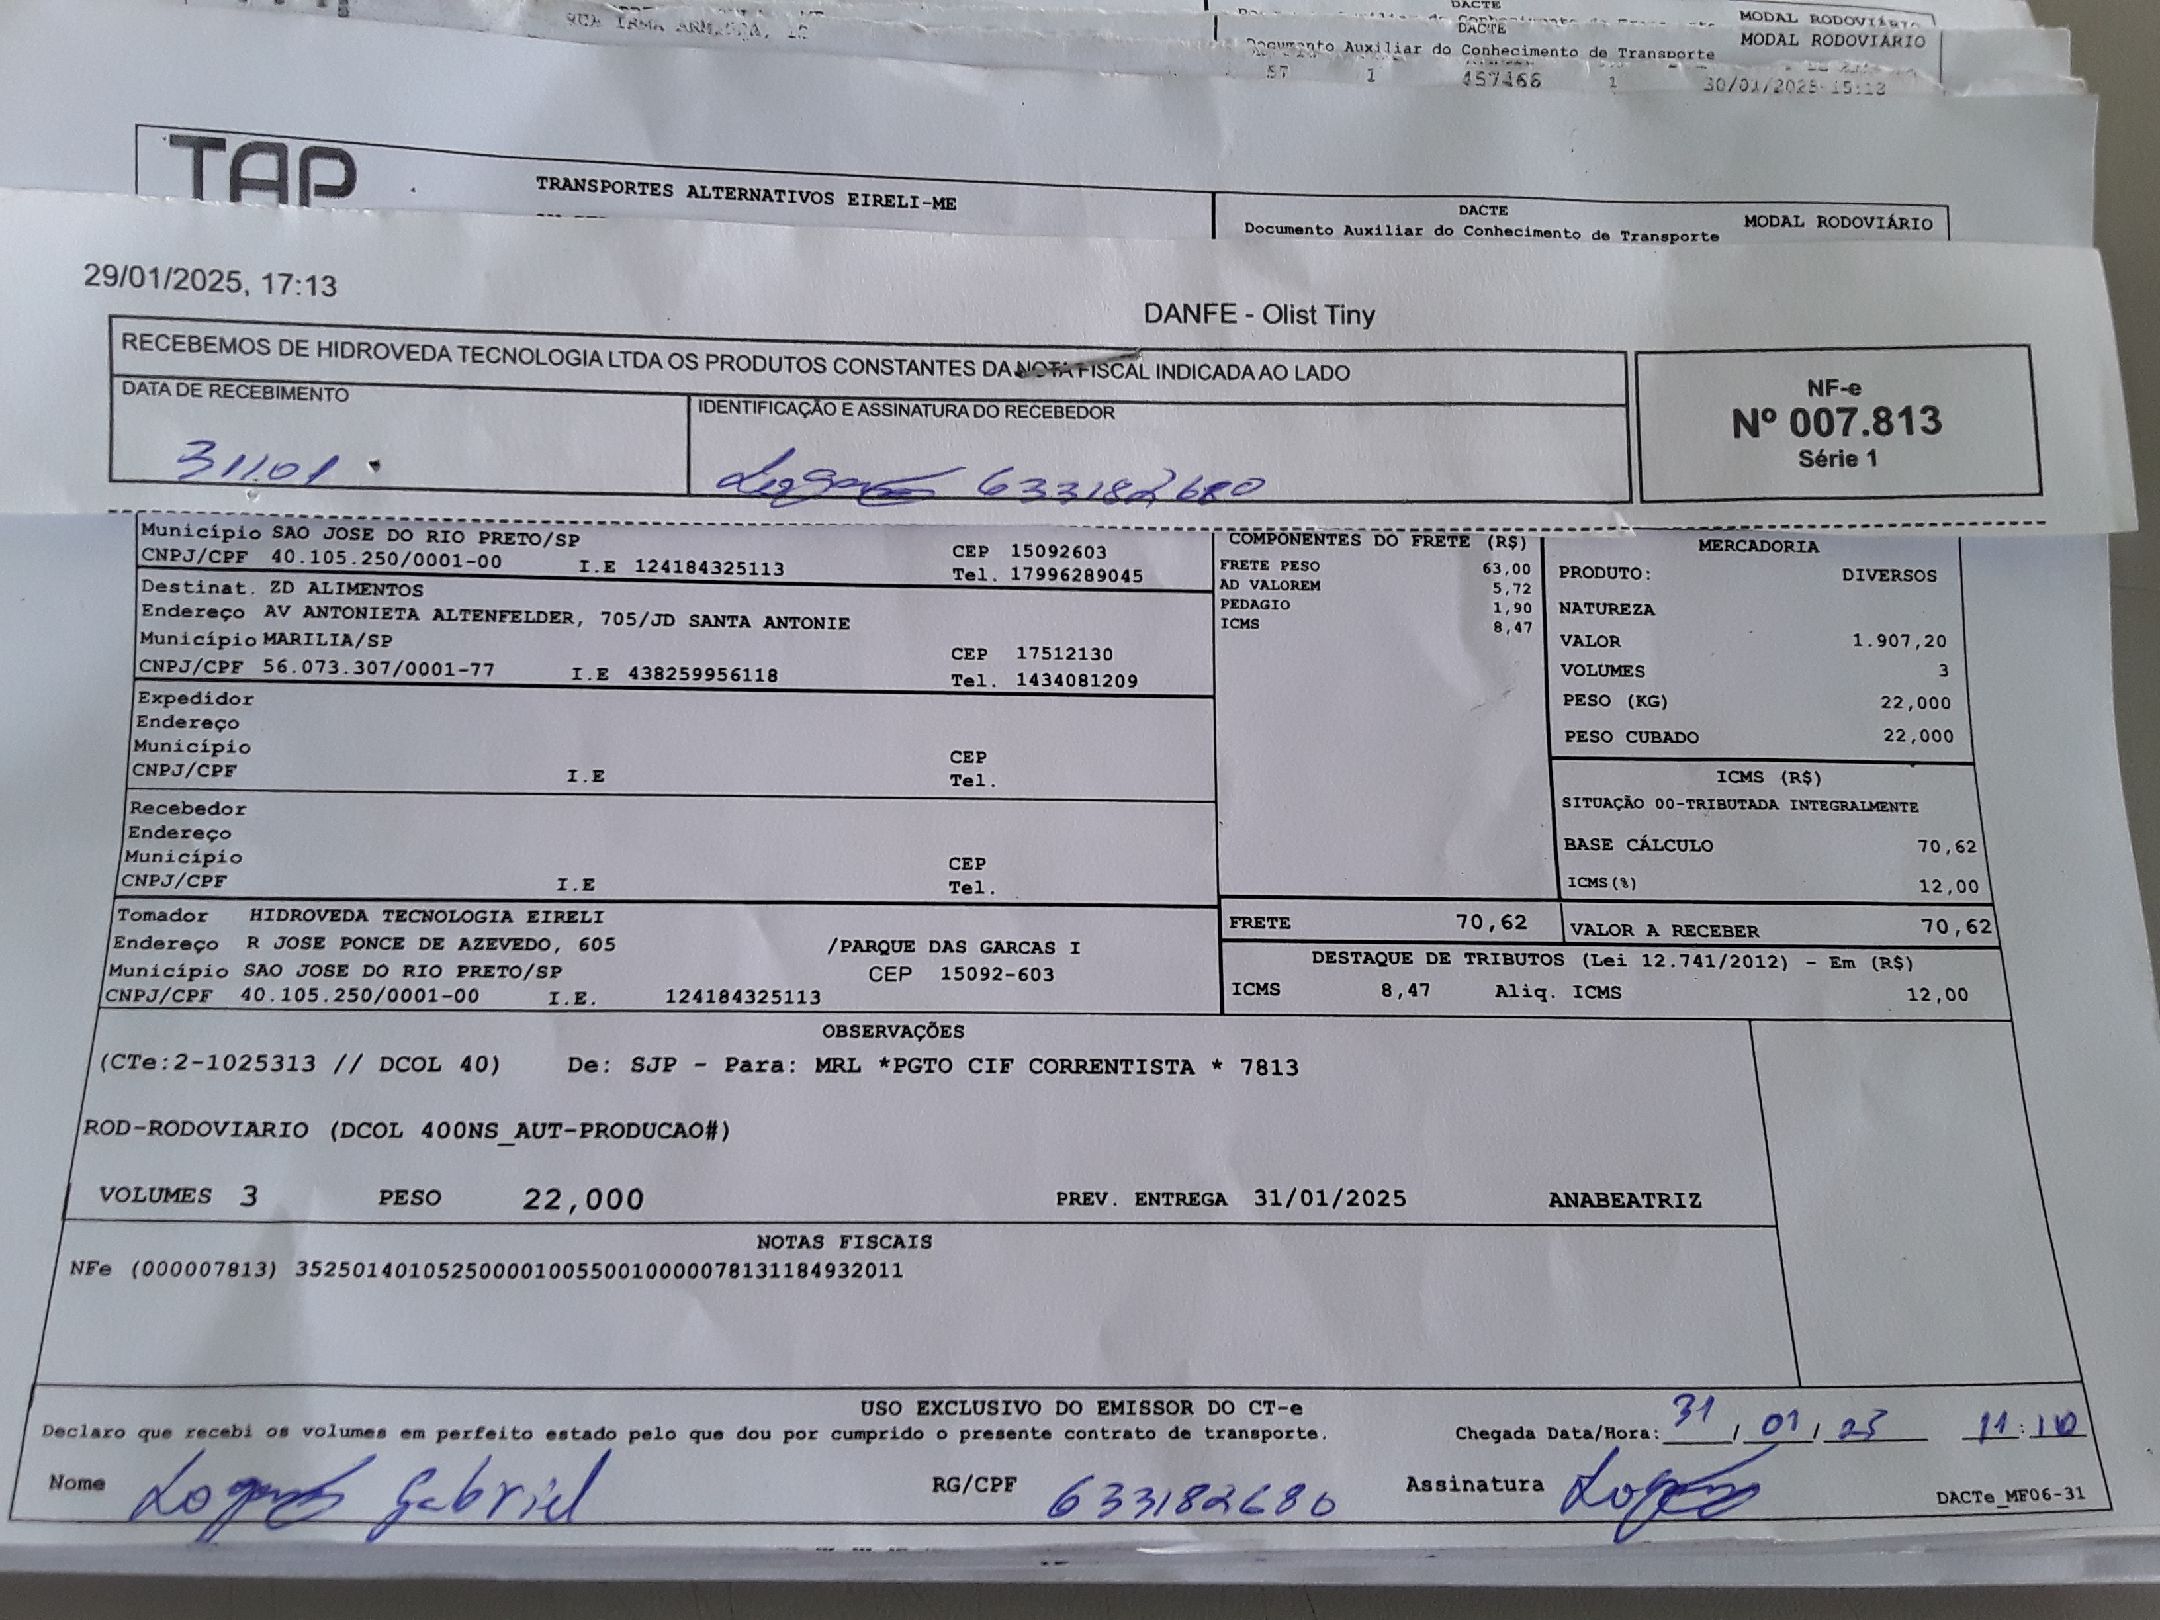 RUA IRMA ARMINDA, 10
DACTE
MODAL RODOVIÁRIO
DACTE
MODAL RODOVIÁRIO
Documento Auxiliar do Conhecimento de Transporte
57 1 457466 1 30/01/2025 15:13
TAP
TRANSPORTES ALTERNATIVOS EIRELI-ME
DACTE
MODAL RODOVIÁRIO
Documento Auxiliar do Conhecimento de Transporte
29/01/2025, 17:13
DANFE - Olist Tiny
RECEBEMOS DE HIDROVEDA TECNOLOGIA LTDA OS PRODUTOS CONSTANTES DA NOTA FISCAL INDICADA AO LADO
DATA DE RECEBIMENTO
IDENTIFICAÇÃO E ASSINATURA DO RECEBEDOR
31.01
633182680
NF-e
Nº 007.813
Série 1
Município SAO JOSE DO RIO PRETO/SP
CEP 15092603
CNPJ/CPF 40.105.250/0001-00 I.E 124184325113 Tel. 17996289045
Destinat. ZD ALIMENTOS
Endereço AV ANTONIETA ALTENFELDER, 705/JD SANTA ANTONIE
Município MARILIA/SP
CEP 17512130
CNPJ/CPF 56.073.307/0001-77 I.E 438259956118 Tel. 1434081209
Expedidor
Endereço
Município CEP
CNPJ/CPF I.E Tel.
Recebedor
Endereço
Município CEP
CNPJ/CPF I.E Tel.
Tomador HIDROVEDA TECNOLOGIA EIRELI
Endereço R JOSE PONCE DE AZEVEDO, 605 /PARQUE DAS GARCAS I
Município SAO JOSE DO RIO PRETO/SP CEP 15092-603
CNPJ/CPF 40.105.250/0001-00 I.E. 124184325113
COMPONENTES DO FRETE (R$)
FRETE PESO 63,00
AD VALOREM 5,72
PEDAGIO 1,90
ICMS 8,47
MERCADORIA
PRODUTO: DIVERSOS
NATUREZA
VALOR 1.907,20
VOLUMES 3
PESO (KG) 22,000
PESO CUBADO 22,000
ICMS (R$)
SITUAÇÃO 00-TRIBUTADA INTEGRALMENTE
BASE CÁLCULO 70,62
ICMS(%) 12,00
FRETE 70,62
VALOR A RECEBER 70,62
DESTAQUE DE TRIBUTOS (Lei 12.741/2012) - Em (R$)
ICMS 8,47 Aliq. ICMS 12,00
OBSERVAÇÕES
(CTe:2-1025313 // DCOL 40) De: SJP - Para: MRL *PGTO CIF CORRENTISTA * 7813
ROD-RODOVIARIO (DCOL 400NS_AUT-PRODUCAO#)
VOLUMES 3 PESO 22,000 PREV. ENTREGA 31/01/2025 ANABEATRIZ
NOTAS FISCAIS
NFe (000007813) 35250140105250000100550010000078131184932011
USO EXCLUSIVO DO EMISSOR DO CT-e
Declaro que recebi os volumes em perfeito estado pelo que dou por cumprido o presente contrato de transporte. Chegada Data/Hora: 31/01/25 11:10
Nome Gabriel RG/CPF 633182680 Assinatura
DACTe_MF06-31